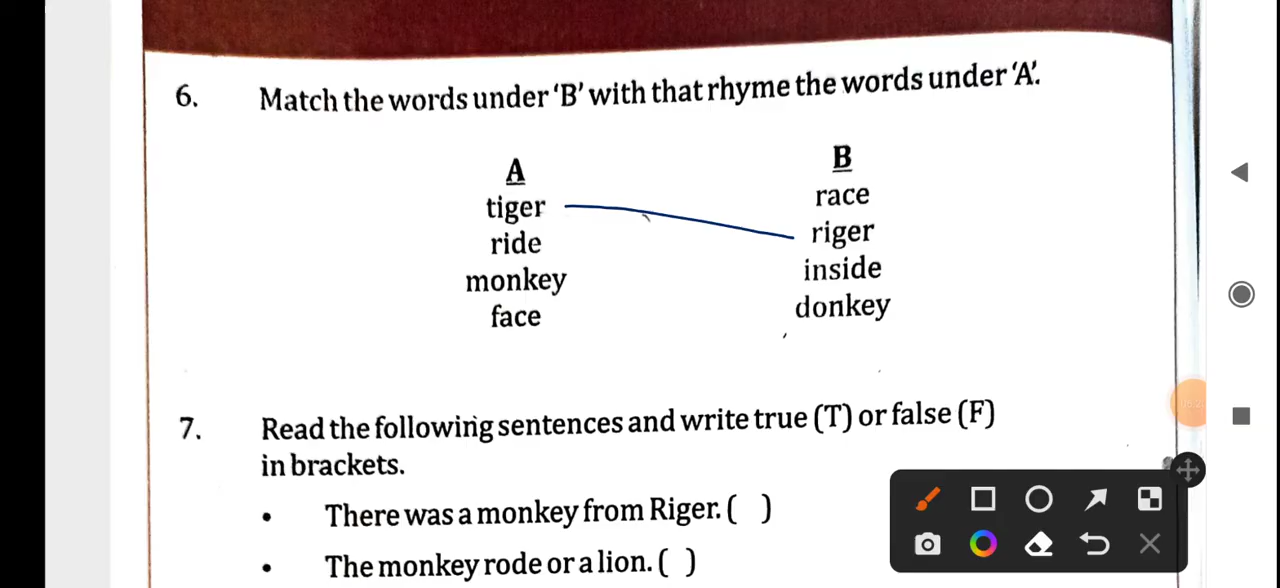 6. Match the words under ‘B’ with that rhyme the words under ‘A’.
A B
tiger race
ride riger
monkey inside
face donkey
7. Read the following sentences and write true (T) or false (F)
in brackets.
• There was a monkey from Riger. ( )
• The monkey rode or a lion. ( )